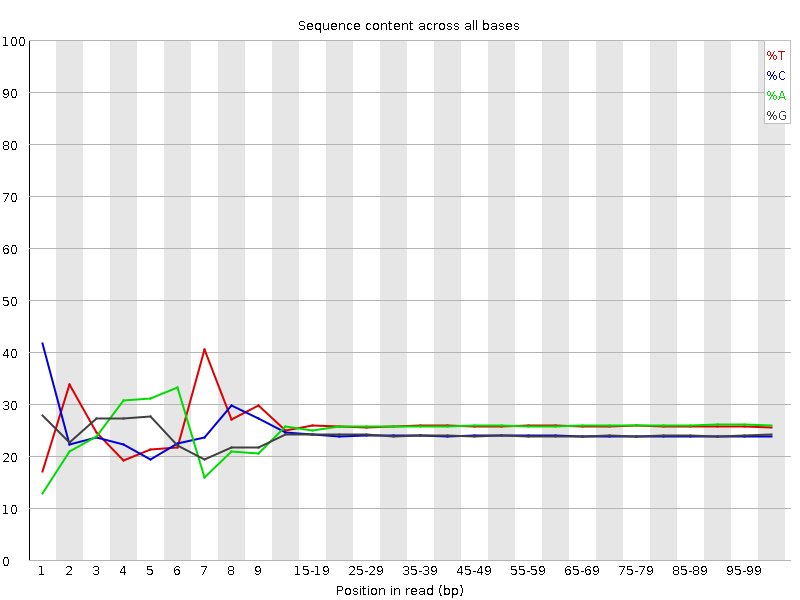 Sequence content across all bases
100
90
80
70
60
50
40
30
20
10
0
%T
%C
%A
%G
1 2 3 4 5 6 7 8 9 15-19 25-29 35-39 45-49 55-59 65-69 75-79 85-89 95-99
Position in read (bp)